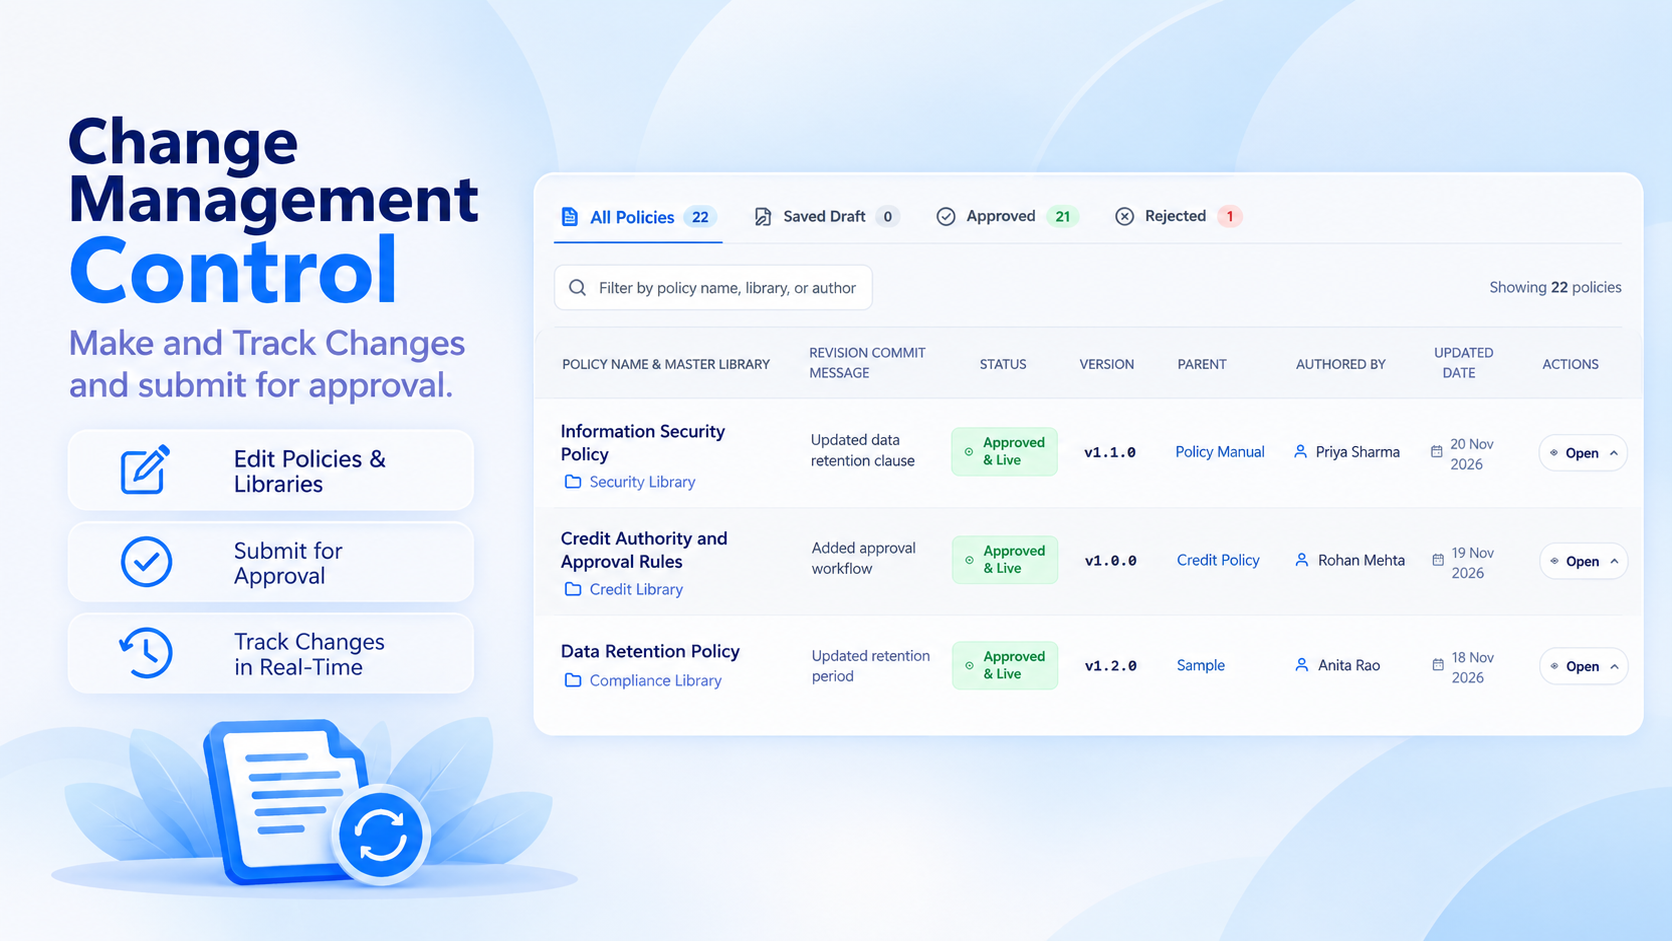 Change
Management
Control
Make and Track Changes
and submit for approval.
Edit Policies &
Libraries
Submit for
Approval
Track Changes
in Real-Time
All Policies 22 Saved Draft 0 Approved 21 Rejected 1
Filter by policy name, library, or author
Showing 22 policies
POLICY NAME & MASTER LIBRARY REVISION COMMIT MESSAGE STATUS VERSION PARENT AUTHORED BY UPDATED DATE ACTIONS
Information Security
Policy
Security Library
Updated data
retention clause
Approved
& Live
v1.1.0
Policy Manual
Priya Sharma
20 Nov
2026
Open
Credit Authority and
Approval Rules
Credit Library
Added approval
workflow
Approved
& Live
v1.0.0
Credit Policy
Rohan Mehta
19 Nov
2026
Open
Data Retention Policy
Compliance Library
Updated retention
period
Approved
& Live
v1.2.0
Sample
Anita Rao
18 Nov
2026
Open